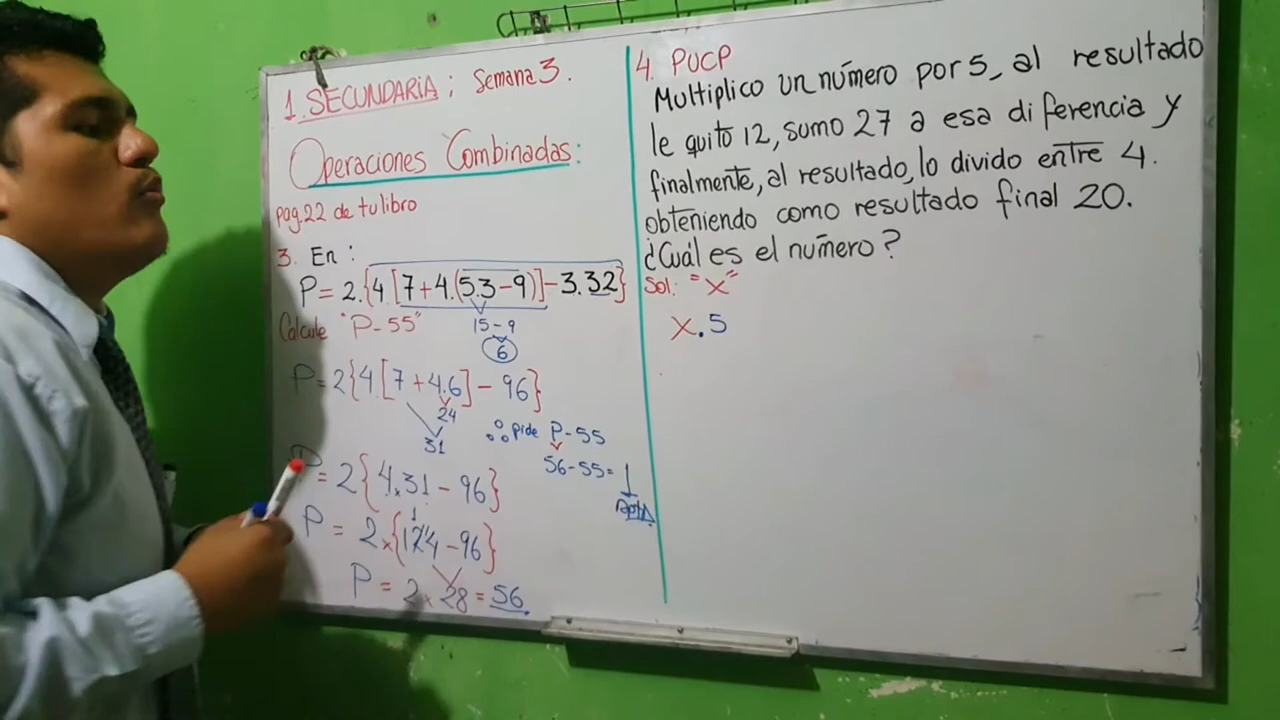 1. SECUNDARIA ; Semana 3.
Operaciones Combinadas:
pag.22 de tu libro
3. En :
P = 2.{4[7+4.(5.3-9)]-3.32}
Calcule "P-55"
15-9
6
P=2{4[7+4.6]-96}
24
31
P=2{4x31-96}
P = 2x{124-96}
P = 2x28=56
∴ pide P-55
56-55=1
Rpta.
4. PUCP
Multiplico un número por 5, al resultado
le quito 12, sumo 27 a esa diferencia y
finalmente, al resultado, lo divido entre 4.
obteniendo como resultado final 20.
¿Cuál es el número?
Sol: "x"
x.5